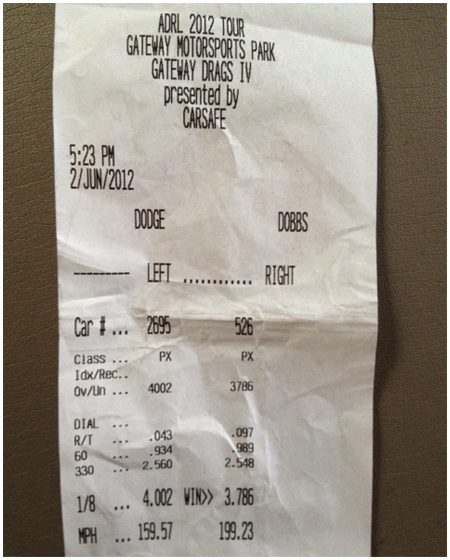 ADRL 2012 TOUR
GATEWAY MOTORSPORTS PARK
GATEWAY DRAGS IV
presented by
CARSAFE
5:23 PM
2/JUN/2012
DODGE DOBBS
--------- LEFT ............ RIGHT
Car # ... 2695 526
Class ... PX PX
Idx/Rec..
Ov/Un ... 4002 3786
DIAL ...
R/T ... .043 .097
60 ... .934 .989
330 ... 2.560 2.548
1/8 ... 4.002 WIN>> 3.786
MPH ... 159.57 199.23